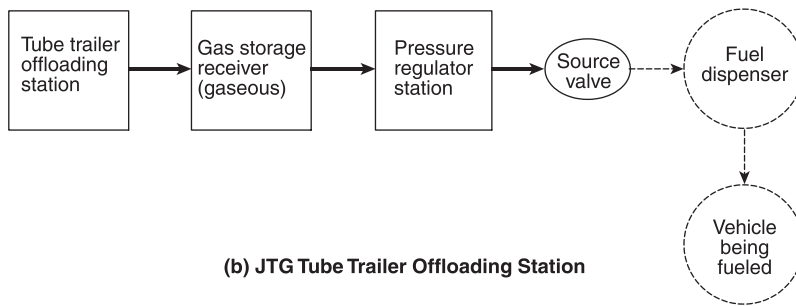 Tube trailer
offloading
station
Gas storage
receiver
(gaseous)
Pressure
regulator
station
Source
valve
Fuel
dispenser
Vehicle
being
fueled
(b) JTG Tube Trailer Offloading Station